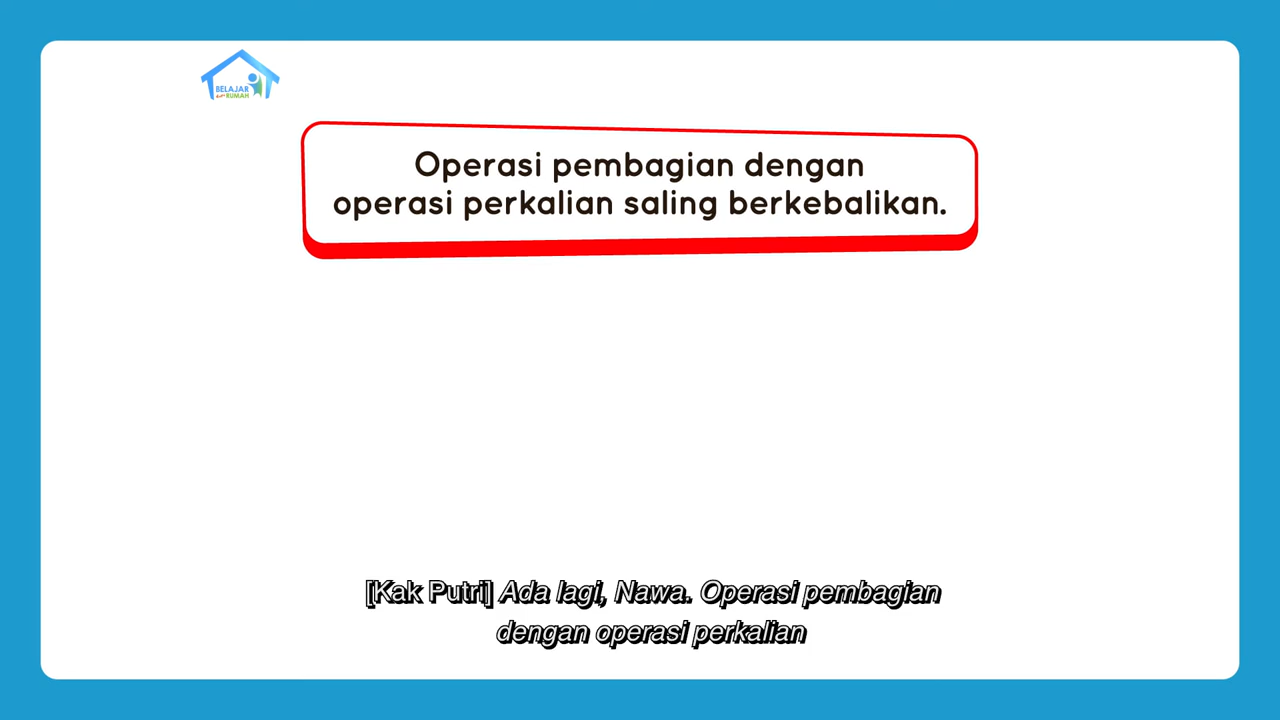 BELAJAR
dari RUMAH
Operasi pembagian dengan
operasi perkalian saling berkebalikan.
[Kak Putri] Ada lagi, Nawa. Operasi pembagian
dengan operasi perkalian